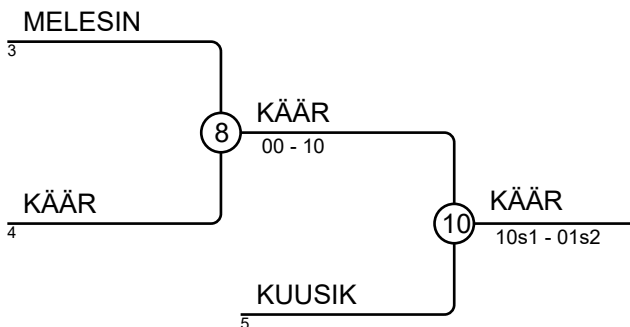 MELESIN
3
8
KÄÄR
00 - 10
KÄÄR
4
10
KÄÄR
10s1 - 01s2
KUUSIK
5